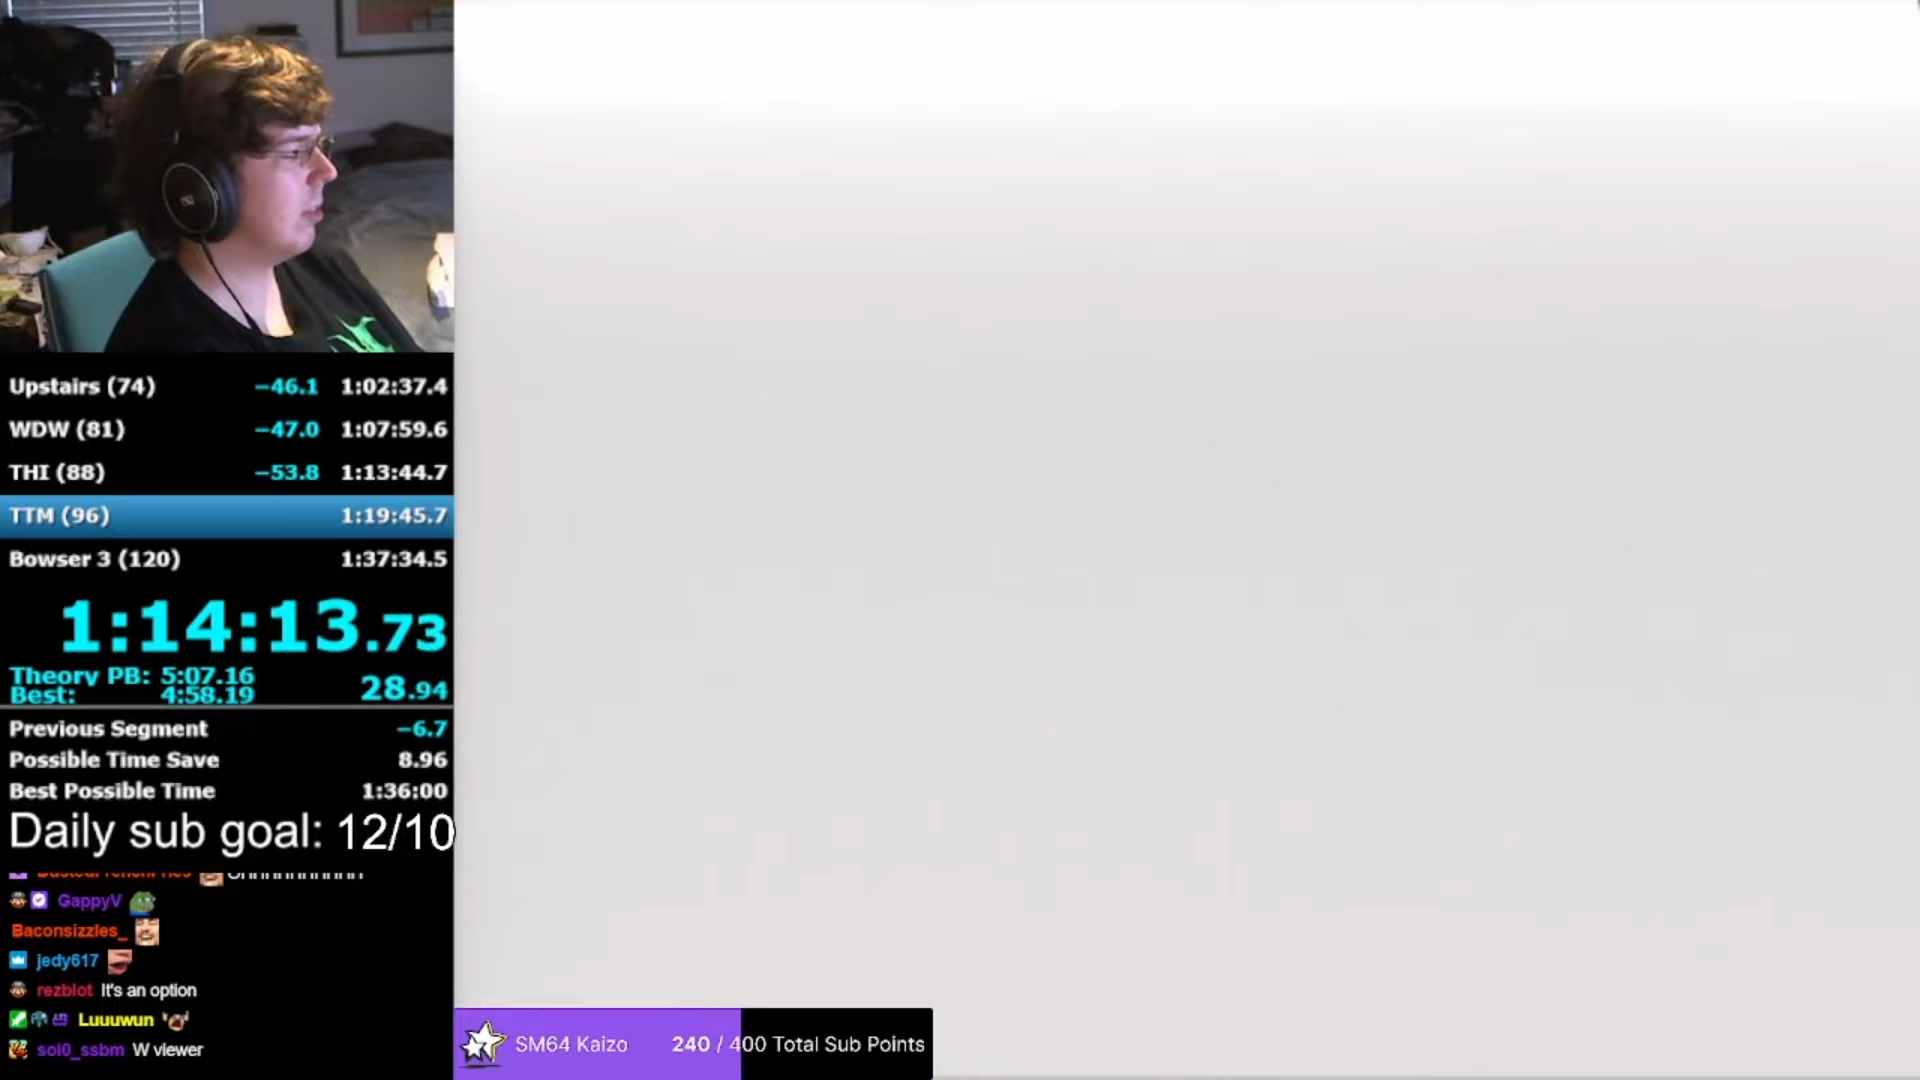 Upstairs (74) −46.1 1:02:37.4
WDW (81) −47.0 1:07:59.6
THI (88) −53.8 1:13:44.7
TTM (96) 1:19:45.7
Bowser 3 (120) 1:37:34.5
1:14:13.73
Theory PB: 5:07.16
Best: 4:58.19 28.94
Previous Segment −6.7
Possible Time Save 8.96
Best Possible Time 1:36:00
Daily sub goal: 12/10
GappyV
Baconsizzles_
jedy617
rezblot It's an option
Luuuwun
sol0_ssbm W viewer
SM64 Kaizo 240 / 400 Total Sub Points